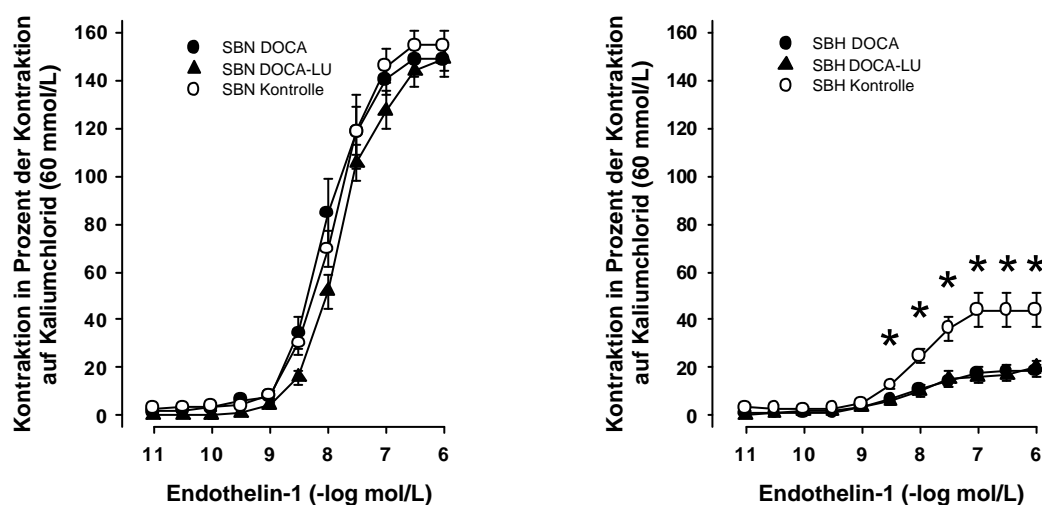 Kontraktion in Prozent der Kontraktion
auf Kaliumchlorid (60 mmol/L)
160
140
120
100
80
60
40
20
0
SBN DOCA
SBN DOCA-LU
SBN Kontrolle
11 10 9 8 7 6
Endothelin-1 (-log mol/L)
Kontraktion in Prozent der Kontraktion
auf Kaliumchlorid (60 mmol/L)
160
140
120
100
80
60
40
20
0
SBH DOCA
SBH DOCA-LU
SBH Kontrolle
* * * * * *
11 10 9 8 7 6
Endothelin-1 (-log mol/L)